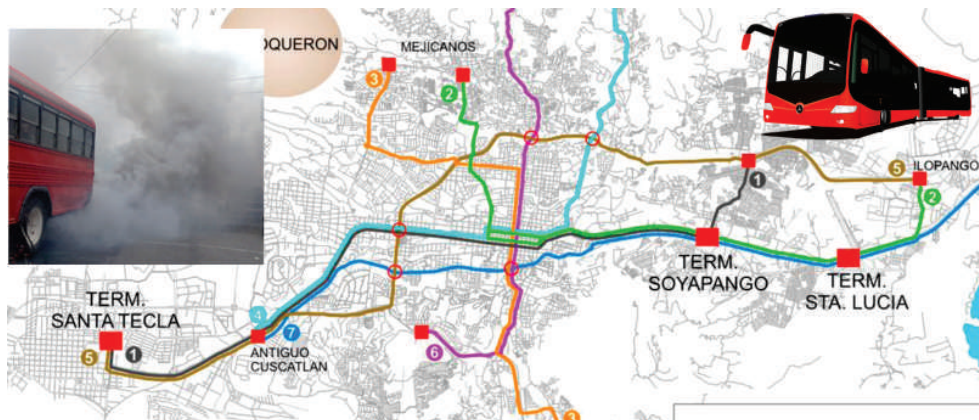 OQUERON
MEJICANOS
3
2
ILOPANGO
5
1
2
TERM.
SOYAPANGO
TERM.
STA. LUCIA
TERM.
SANTA TECLA
4
7
ANTIGUO
CUSCATLAN
5
1
6